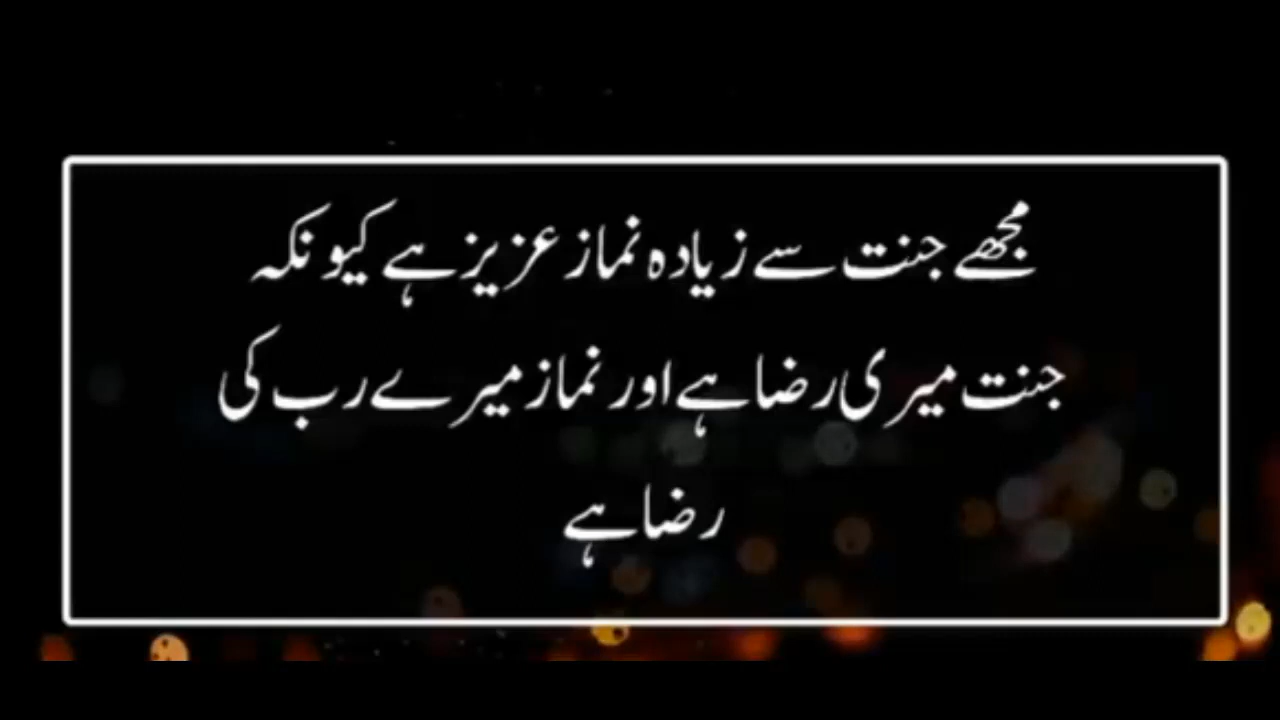 مجھے جنت سے زیادہ نماز عزیز ہے کیونکہ
جنت میری رضا ہے اور نماز میرے رب کی
رضا ہے